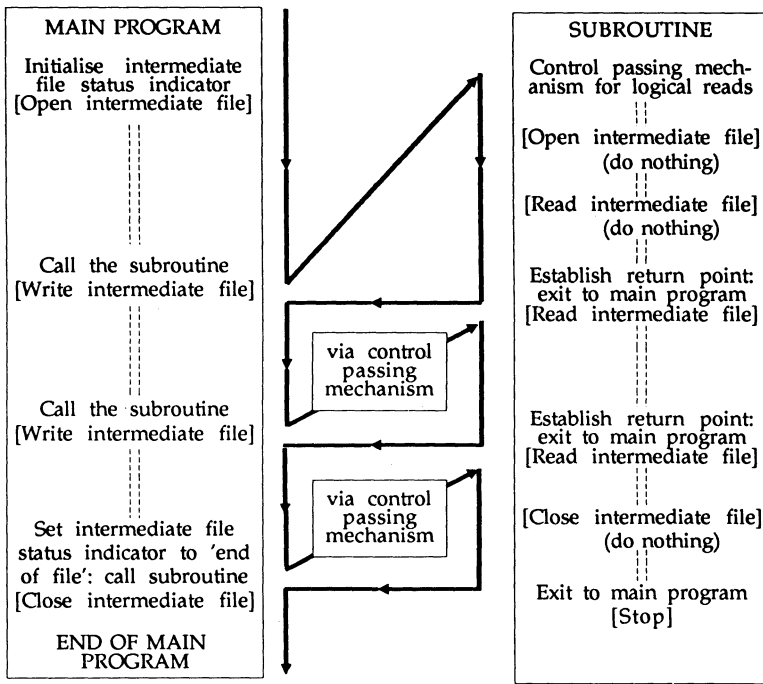 MAIN PROGRAM
Initialise intermediate
file status indicator
[Open intermediate file]
Call the subroutine
[Write intermediate file]
Call the subroutine
[Write intermediate file]
Set intermediate file
status indicator to 'end
of file': call subroutine
[Close intermediate file]
END OF MAIN
PROGRAM
via control
passing
mechanism
via control
passing
mechanism
SUBROUTINE
Control passing mech-
anism for logical reads
[Open intermediate file]
(do nothing)
[Read intermediate file]
(do nothing)
Establish return point:
exit to main program
[Read intermediate file]
Establish return point:
exit to main program
[Read intermediate file]
[Close intermediate file]
(do nothing)
Exit to main program
[Stop]